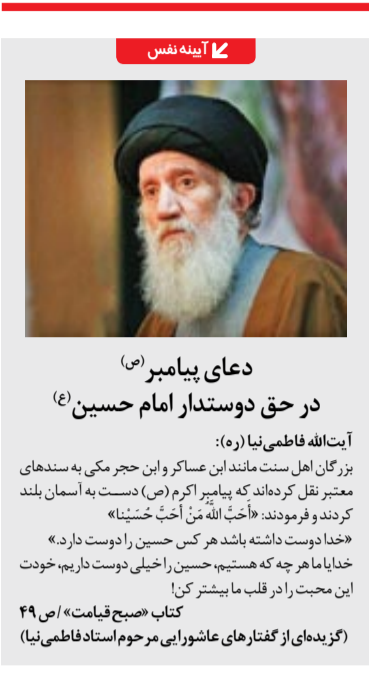 آیینه نفس
دعای پیامبر(ص)
در حق دوستدار امام حسین(ع)
آیت‌الله فاطمی‌نیا (ره):
بزرگان اهل سنت مانند ابن عساکر و ابن حجر مکی به سندهای
معتبر نقل کرده‌اند که پیامبر اکرم (ص) دست به آسمان بلند
کردند و فرمودند: «أَحَبَّ اللَّهُ مَنْ أَحَبَّ حُسَیْنا»
«خدا دوست داشته باشد هر کس حسین را دوست دارد.»
خدایا ما هر چه که هستیم، حسین را خیلی دوست داریم، خودت
این محبت را در قلب ما بیشتر کن!
کتاب «صبح قیامت» / ص ۴۹
(گزیده‌ای از گفتارهای عاشورایی مرحوم استاد فاطمی‌نیا)